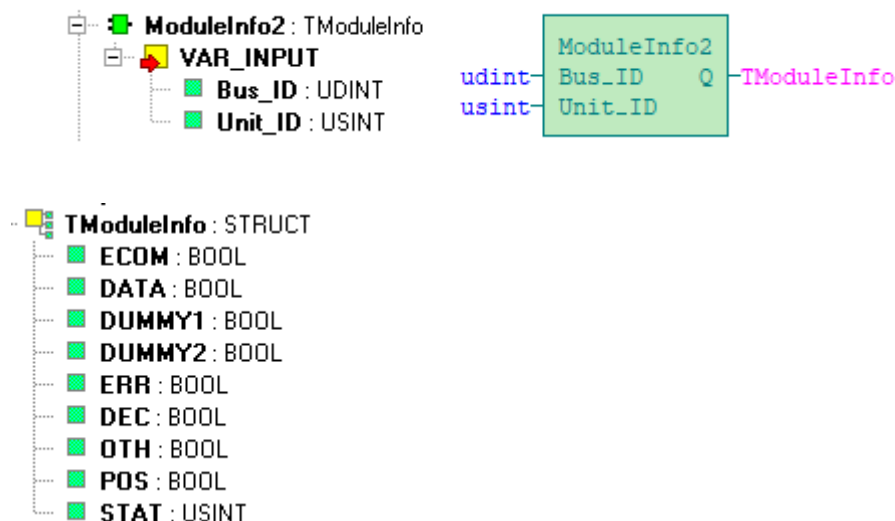 ModuleInfo2 : TModuleInfo
VAR_INPUT
Bus_ID : UDINT
Unit_ID : USINT
ModuleInfo2
udint Bus_ID Q TModuleInfo
usint Unit_ID
TModuleInfo : STRUCT
ECOM : BOOL
DATA : BOOL
DUMMY1 : BOOL
DUMMY2 : BOOL
ERR : BOOL
DEC : BOOL
OTH : BOOL
POS : BOOL
STAT : USINT